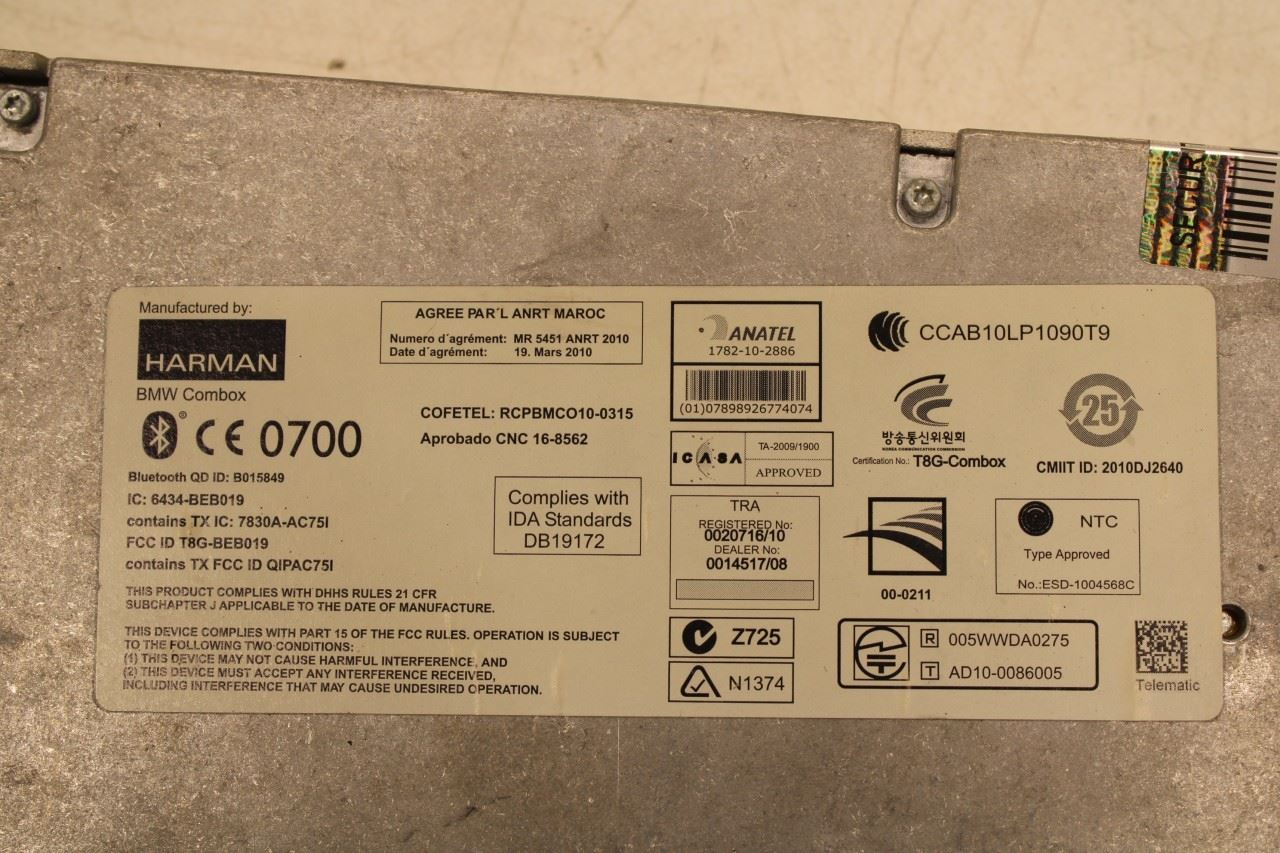 Manufactured by:
HARMAN
BMW Combox
® CE 0700
Bluetooth QD ID: B015849
IC: 6434-BEB019
contains TX IC: 7830A-AC75I
FCC ID T8G-BEB019
contains TX FCC ID QIPAC75I
THIS PRODUCT COMPLIES WITH DHHS RULES 21 CFR
SUBCHAPTER J APPLICABLE TO THE DATE OF MANUFACTURE.
THIS DEVICE COMPLIES WITH PART 15 OF THE FCC RULES. OPERATION IS SUBJECT
TO THE FOLLOWING TWO CONDITIONS:
(1) THIS DEVICE MAY NOT CAUSE HARMFUL INTERFERENCE, AND
(2) THIS DEVICE MUST ACCEPT ANY INTERFERENCE RECEIVED,
INCLUDING INTERFERENCE THAT MAY CAUSE UNDESIRED OPERATION.
AGREE PAR´L ANRT MAROC
Numero d´agrément: MR 5451 ANRT 2010
Date d´agrément: 19. Mars 2010
COFETEL: RCPBMCO10-0315
Aprobado CNC 16-8562
Complies with
IDA Standards
DB19172
ANATEL
1782-10-2886
(01)07898926774074
ICASA
TA-2009/1900
APPROVED
TRA
REGISTERED No:
0020716/10
DEALER No:
0014517/08
Z725
N1374
CCAB10LP1090T9
방송통신위원회
KOREA COMMUNICATIONS COMMISSION
Certification No.: T8G-Combox
25
CMIIT ID: 2010DJ2640
00-0211
NTC
Type Approved
No.:ESD-1004568C
R 005WWDA0275
T AD10-0086005
Telematic
SEGUR